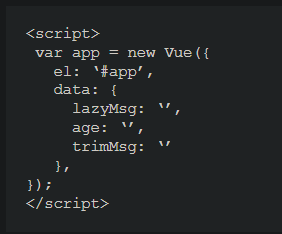 <script>
 var app = new Vue({
   el: ‘#app’,
   data: {
     lazyMsg: ‘’,
     age: ‘’,
     trimMsg: ‘’
   },
});
</script>